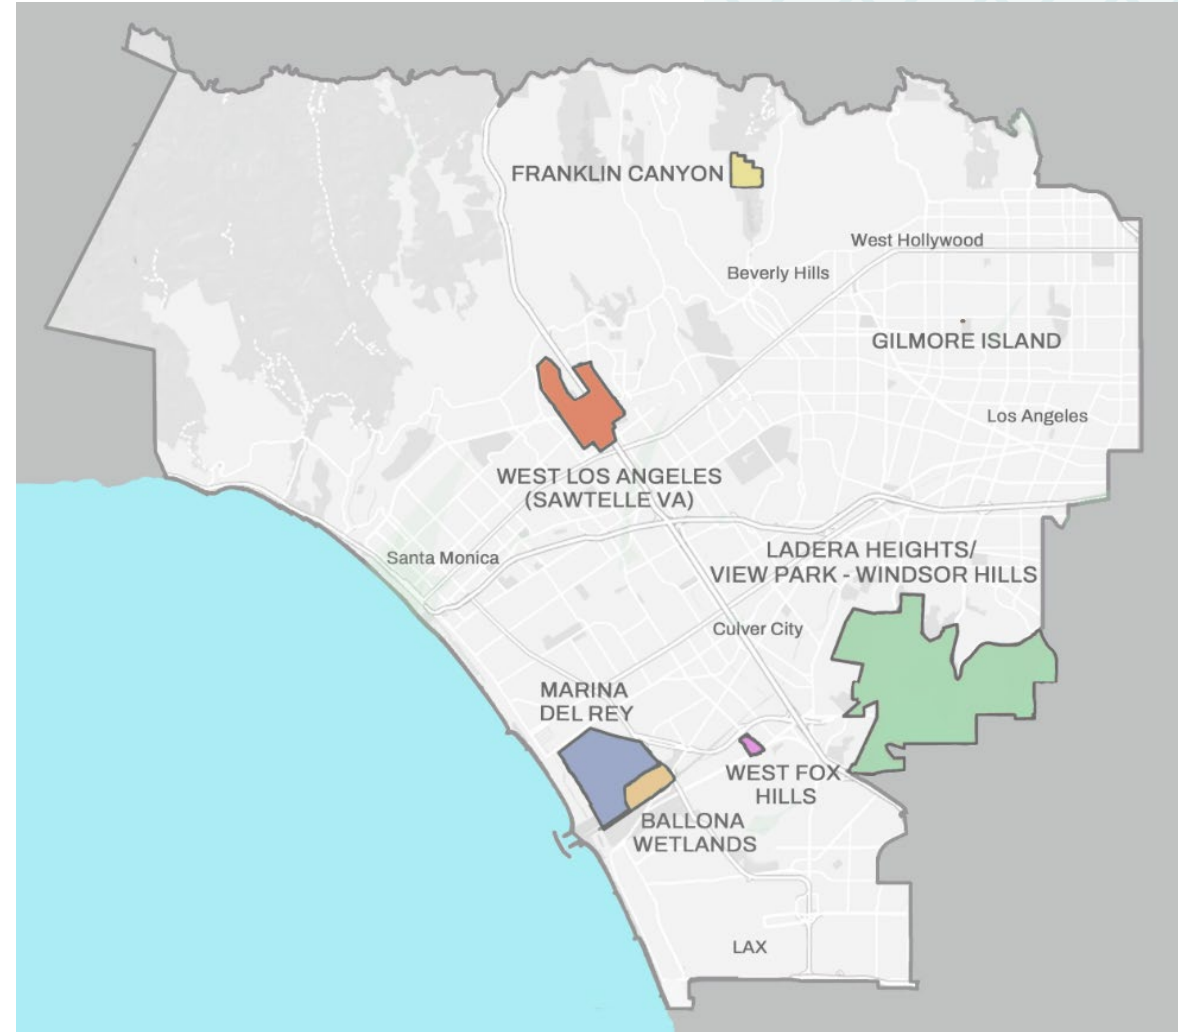 FRANKLIN CANYON
West Hollywood
Beverly Hills
GILMORE ISLAND
Los Angeles
WEST LOS ANGELES
(SAWTELLE VA)
Santa Monica
LADERA HEIGHTS/
VIEW PARK - WINDSOR HILLS
Culver City
MARINA
DEL REY
WEST FOX
HILLS
BALLONA
WETLANDS
LAX